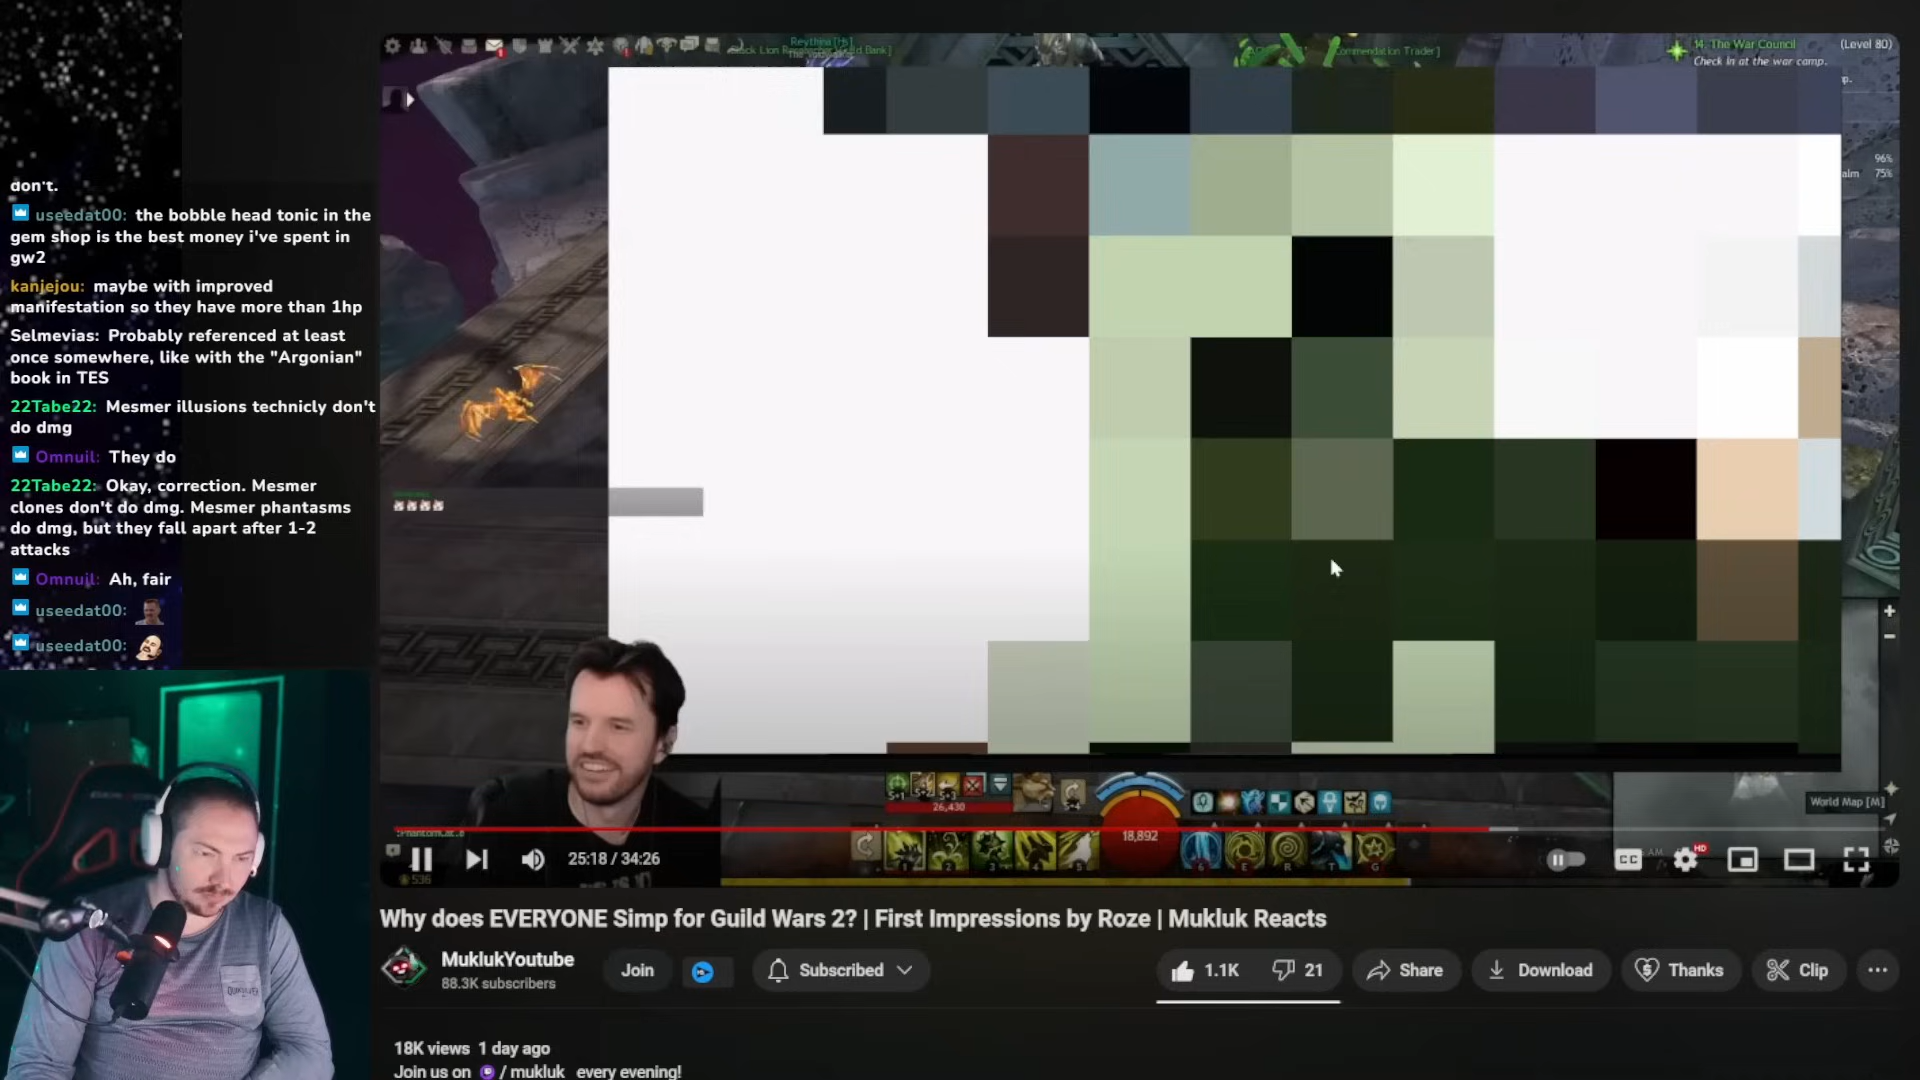 don't.
useedat00: the bobble head tonic in the
gem shop is the best money i've spent in
gw2
kanjejou: maybe with improved
manifestation so they have more than 1hp
Selmevias: Probably referenced at least
once somewhere, like with the "Argonian"
book in TES
22Tabe22: Mesmer illusions technicly don't
do dmg
Omnuil: They do
22Tabe22: Okay, correction. Mesmer
clones don't do dmg. Mesmer phantasms
do dmg, but they fall apart after 1-2
attacks
Omnuil: Ah, fair
useedat00:
useedat00:
14. The War Council (Level 80)
Check in at the war camp.
96%
75%
26,430
18,892
World Map [M]
25:18 / 34:26
CC
HD
Why does EVERYONE Simp for Guild Wars 2? | First Impressions by Roze | Mukluk Reacts
MuklukYoutube
88.3K subscribers
Join
Subscribed
1.1K
21
Share
Download
Thanks
Clip
18K views 1 day ago
Join us on / mukluk every evening!